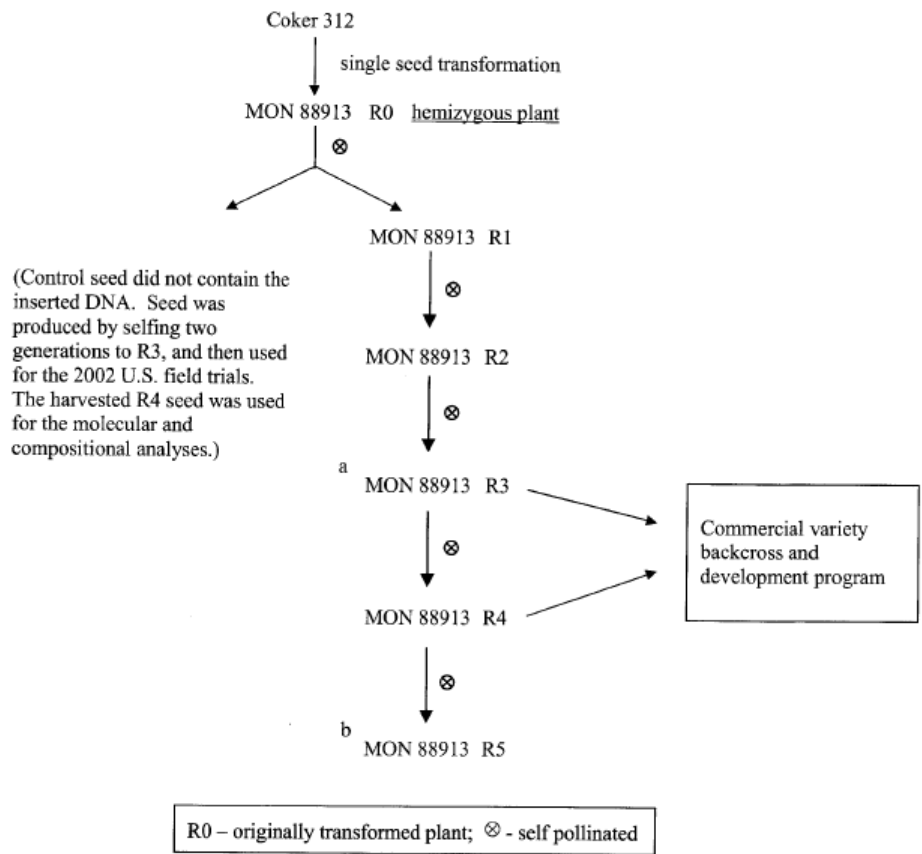 Coker 312
single seed transformation
MON 88913 R0 hemizygous plant
⊗
MON 88913 R1
(Control seed did not contain the
inserted DNA. Seed was
produced by selfing two
generations to R3, and then used
for the 2002 U.S. field trials.
The harvested R4 seed was used
for the molecular and
compositional analyses.)
⊗
MON 88913 R2
⊗
a
MON 88913 R3
Commercial variety
backcross and
development program
⊗
MON 88913 R4
⊗
b
MON 88913 R5
R0 – originally transformed plant; ⊗ - self pollinated